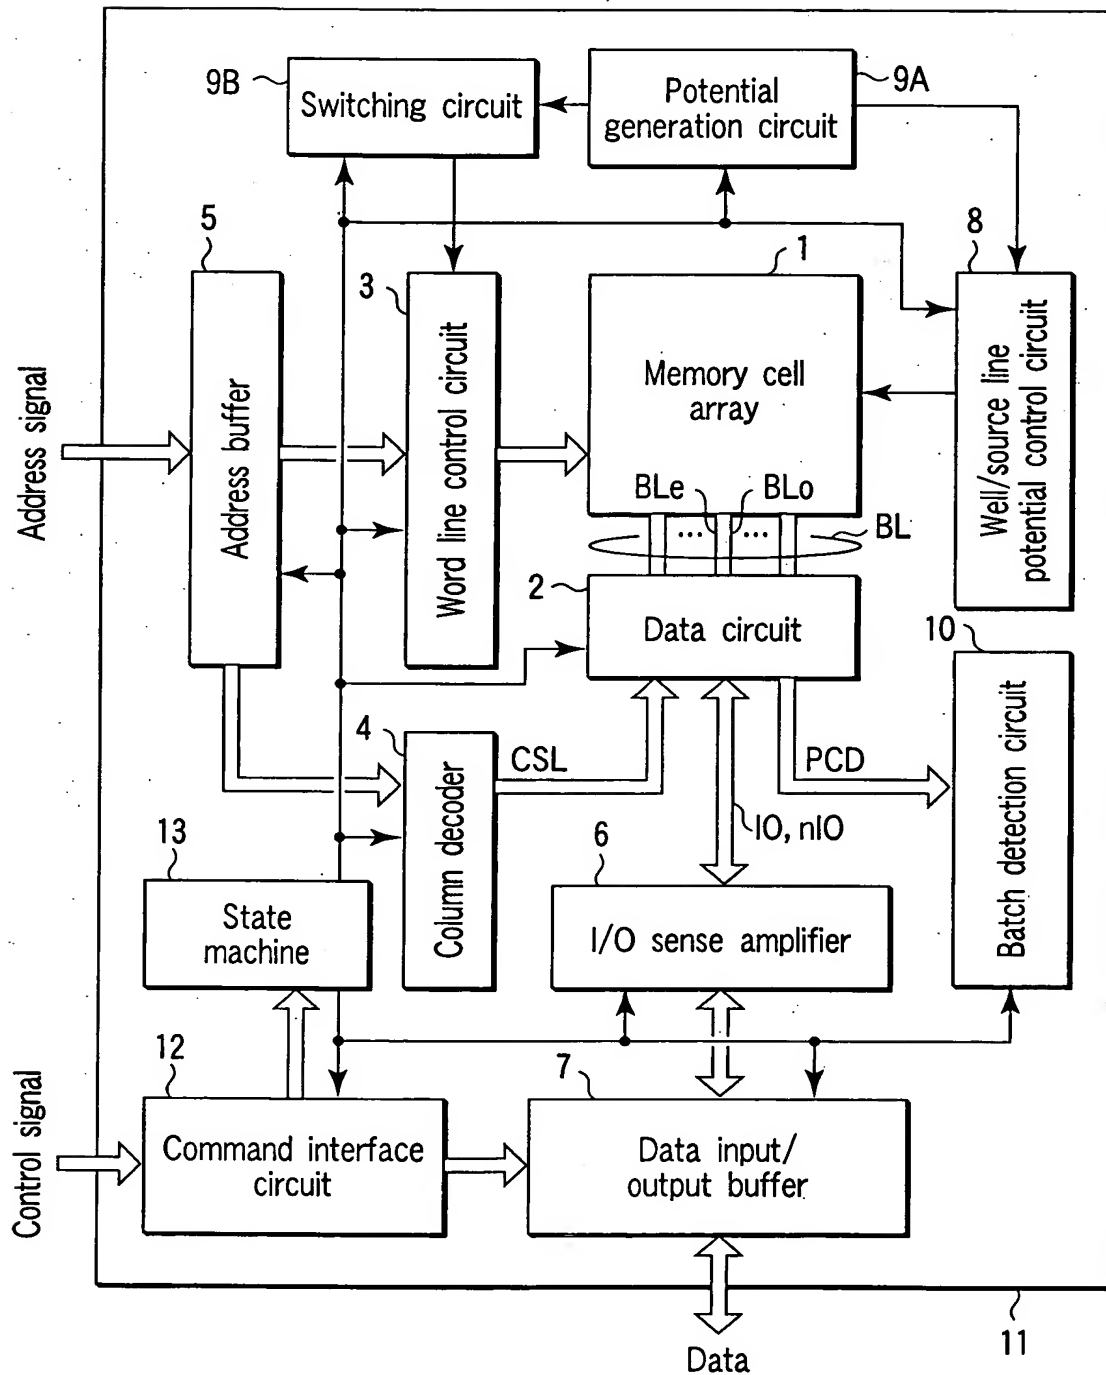 9B
Switching circuit
Potential
generation circuit
9A
5
3
1
8
Address signal
Address buffer
Word line control circuit
Memory cell
array
Well/source line
potential control circuit
BLe
BLo
... ...
BL
2
Data circuit
10
Batch detection circuit
4
Column decoder
CSL
PCD
IO, nIO
13
State
machine
6
I/O sense amplifier
12
Control signal
Command interface
circuit
7
Data input/
output buffer
11
Data